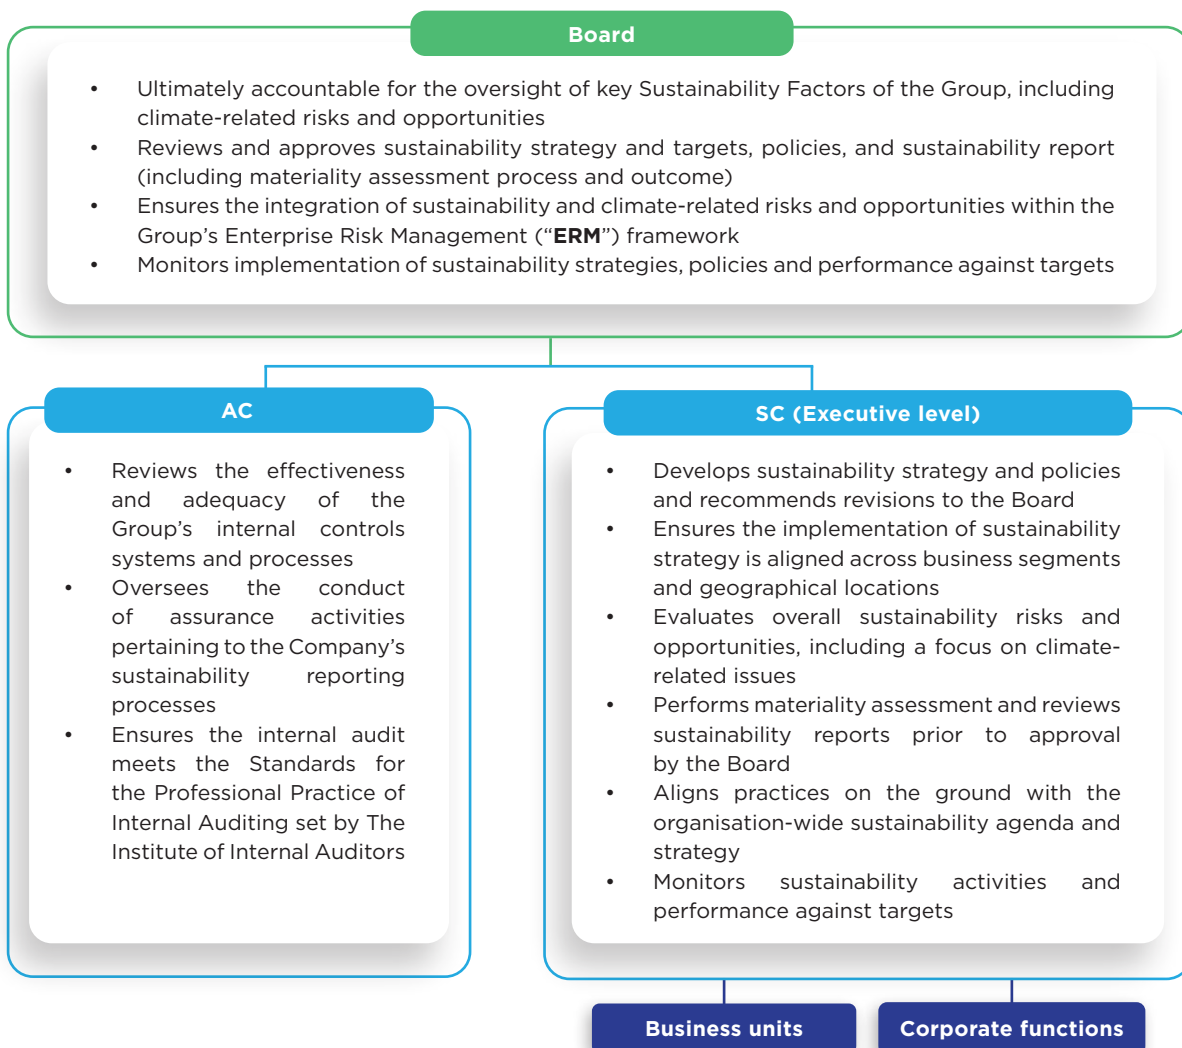 Board
• Ultimately accountable for the oversight of key Sustainability Factors of the Group, including
climate-related risks and opportunities
• Reviews and approves sustainability strategy and targets, policies, and sustainability report
(including materiality assessment process and outcome)
• Ensures the integration of sustainability and climate-related risks and opportunities within the
Group’s Enterprise Risk Management (“ERM”) framework
• Monitors implementation of sustainability strategies, policies and performance against targets
AC
• Reviews the effectiveness
and adequacy of the
Group’s internal controls
systems and processes
• Oversees the conduct
of assurance activities
pertaining to the Company’s
sustainability reporting
processes
• Ensures the internal audit
meets the Standards for
the Professional Practice of
Internal Auditing set by The
Institute of Internal Auditors
SC (Executive level)
• Develops sustainability strategy and policies
and recommends revisions to the Board
• Ensures the implementation of sustainability
strategy is aligned across business segments
and geographical locations
• Evaluates overall sustainability risks and
opportunities, including a focus on climate-
related issues
• Performs materiality assessment and reviews
sustainability reports prior to approval
by the Board
• Aligns practices on the ground with the
organisation-wide sustainability agenda and
strategy
• Monitors sustainability activities and
performance against targets
Business units
Corporate functions